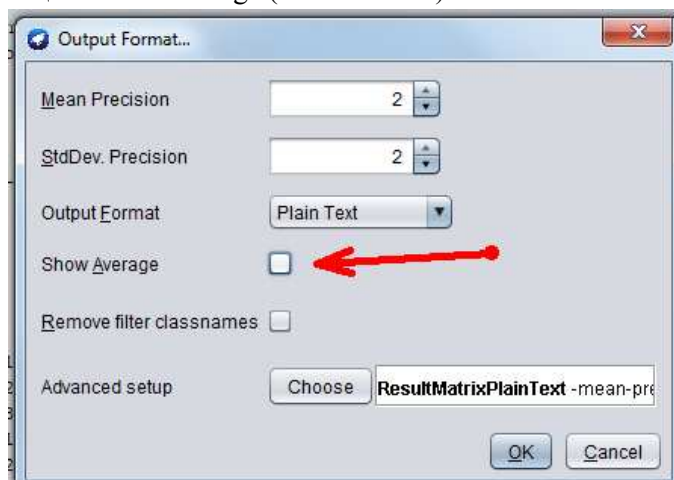 Output Format...
Mean Precision 2
StdDev. Precision 2
Output Format Plain Text
Show Average
Remove filter classnames
Advanced setup Choose ResultMatrixPlainText -mean-pre
OK Cancel